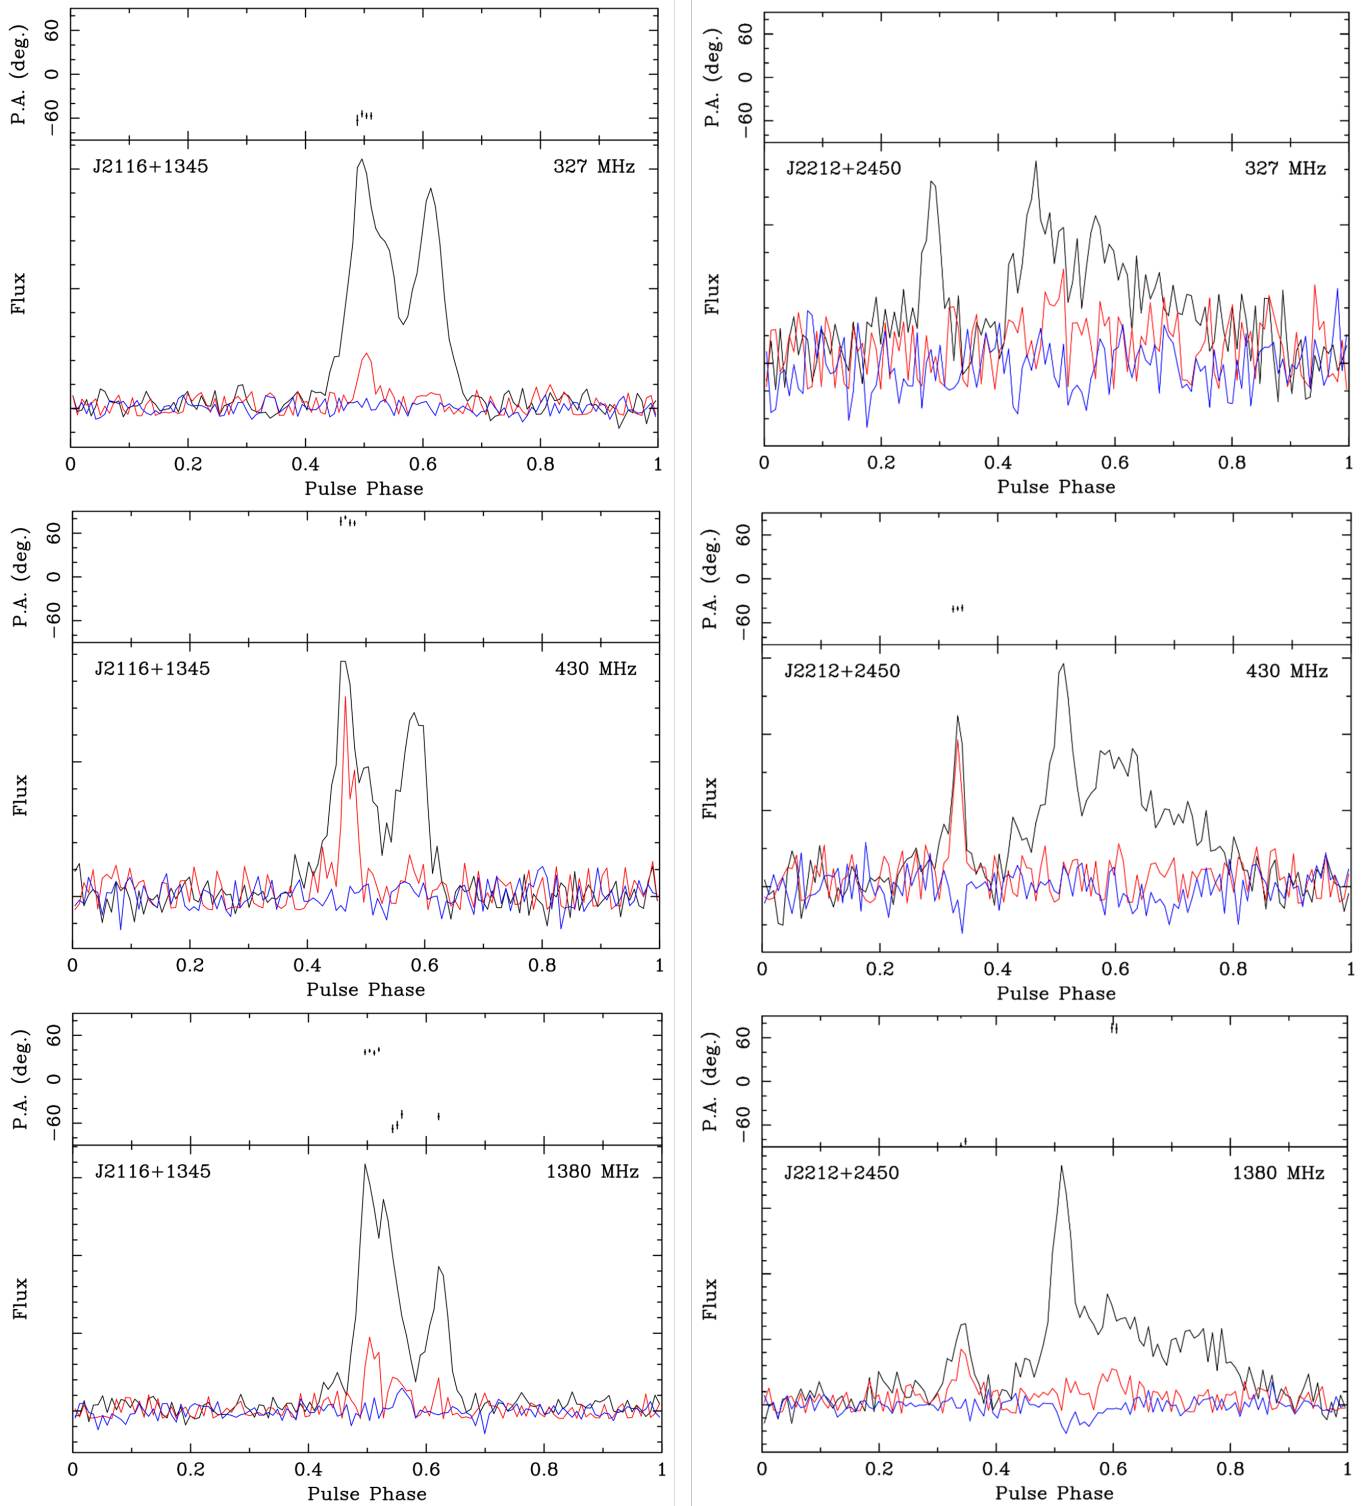 P.A. (deg.)
60
0
−60
J2116+1345 327 MHz
Flux
0 0.2 0.4 0.6 0.8 1
Pulse Phase
P.A. (deg.)
60
0
−60
J2212+2450 327 MHz
Flux
0 0.2 0.4 0.6 0.8 1
Pulse Phase
P.A. (deg.)
60
0
−60
J2116+1345 430 MHz
Flux
0 0.2 0.4 0.6 0.8 1
Pulse Phase
P.A. (deg.)
60
0
−60
J2212+2450 430 MHz
Flux
0 0.2 0.4 0.6 0.8 1
Pulse Phase
P.A. (deg.)
60
0
−60
J2116+1345 1380 MHz
Flux
0 0.2 0.4 0.6 0.8 1
Pulse Phase
P.A. (deg.)
60
0
−60
J2212+2450 1380 MHz
Flux
0 0.2 0.4 0.6 0.8 1
Pulse Phase